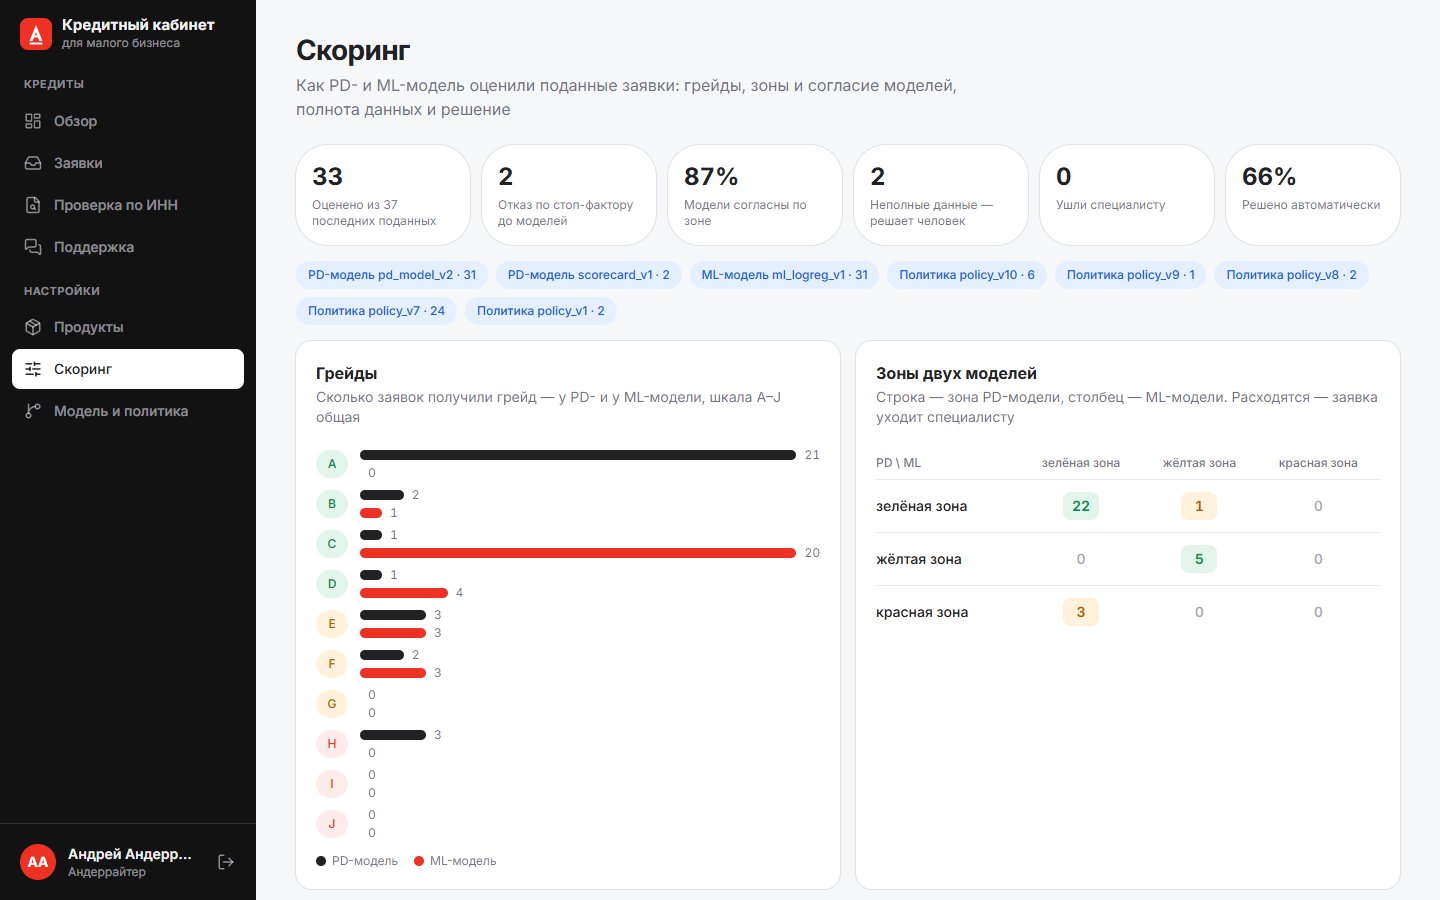 Кредитный кабинет
для малого бизнеса
КРЕДИТЫ
Обзор
Заявки
Проверка по ИНН
Поддержка
НАСТРОЙКИ
Продукты
Скоринг
Модель и политика
АА
Андрей Андерр...
Андеррайтер
Скоринг
Как PD- и ML-модель оценили поданные заявки: грейды, зоны и согласие моделей,
полнота данных и решение
33
Оценено из 37
последних поданных
2
Отказ по стоп-фактору
до моделей
87%
Модели согласны по
зоне
2
Неполные данные —
решает человек
0
Ушли специалисту
66%
Решено автоматически
PD-модель pd_model_v2 · 31
PD-модель scorecard_v1 · 2
ML-модель ml_logreg_v1 · 31
Политика policy_v10 · 6
Политика policy_v9 · 1
Политика policy_v8 · 2
Политика policy_v7 · 24
Политика policy_v1 · 2
Грейды
Сколько заявок получили грейд — у PD- и у ML-модели, шкала A–J
общая
A
21
0
B
2
1
C
1
20
D
1
4
E
3
3
F
2
3
G
0
0
H
3
0
I
0
0
J
0
0
PD-модель
ML-модель
Зоны двух моделей
Строка — зона PD-модели, столбец — ML-модели. Расходятся — заявка
уходит специалисту
PD \ ML зелёная зона жёлтая зона красная зона
зелёная зона 22 1 0
жёлтая зона 0 5 0
красная зона 3 0 0